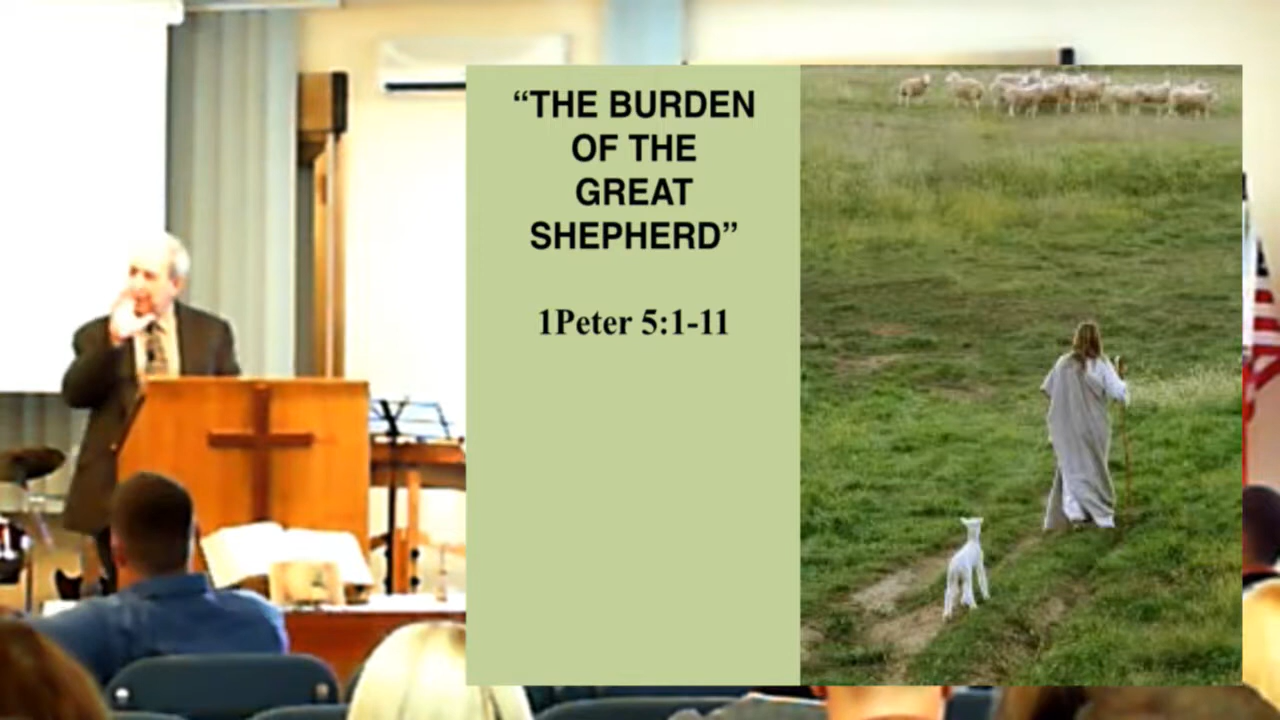 “THE BURDEN
OF THE
GREAT
SHEPHERD”
1Peter 5:1-11